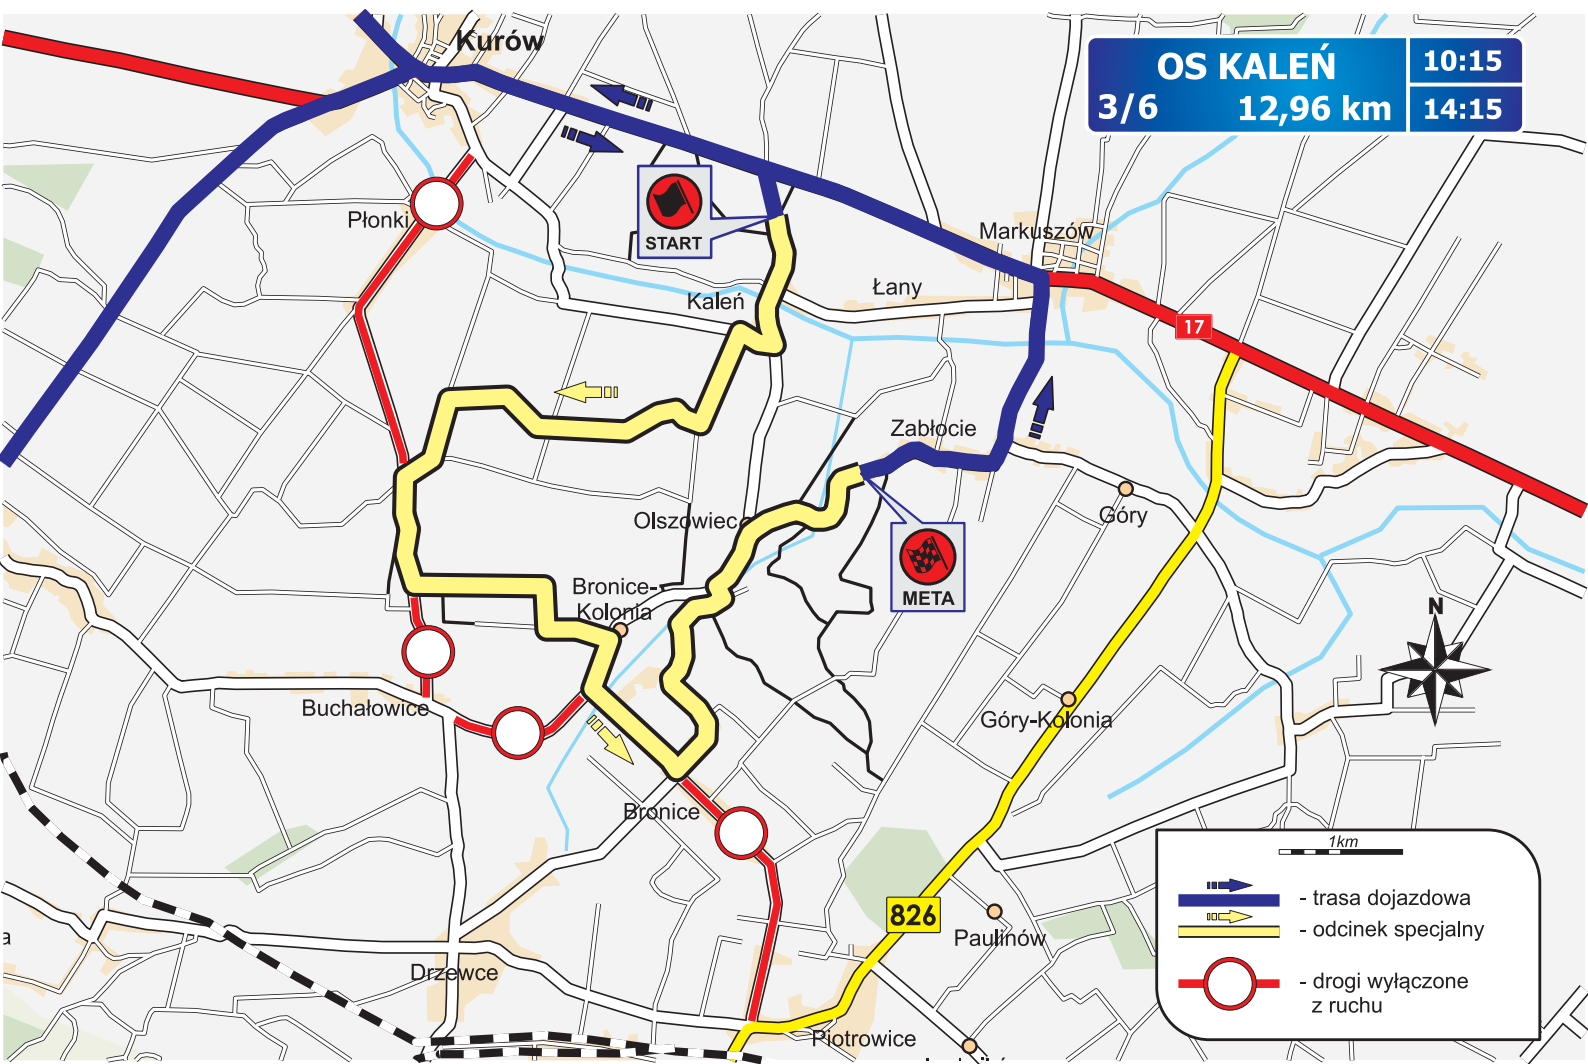 Kurów
OS KALEŃ
10:15
3/6
12,96 km
14:15
START
Płonki
Markuszów
Łany
Kaleń
17
Zabłocie
Olszowiec
Góry
META
Bronice-
Kolonia
N
Buchałowice
Góry-Kolonia
Bronice
826
Paulinów
a
Drzewce
Piotrowice
1km
- trasa dojazdowa
- odcinek specjalny
- drogi wyłączone
z ruchu